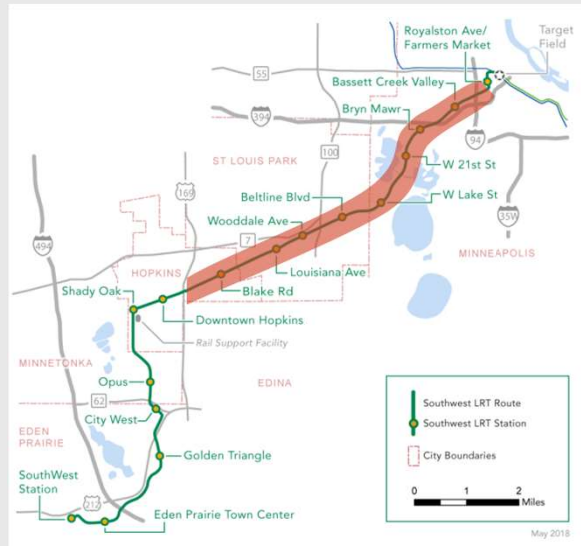 Royalston Ave/
Farmers Market
Target
Field
55
Bassett Creek Valley
394
Bryn Mawr
94
100
ST LOUIS PARK
W 21st St
169
Beltline Blvd
W Lake St
35W
Wooddale Ave
494
7
MINNEAPOLIS
HOPKINS
Louisiana Ave
Shady Oak
Blake Rd
Downtown Hopkins
Rail Support Facility
MINNETONKA
Opus
EDINA
62
City West
EDEN
PRAIRIE
Golden Triangle
SouthWest
Station
212
Eden Prairie Town Center
Southwest LRT Route
Southwest LRT Station
City Boundaries
0 1 2
Miles
May 2018